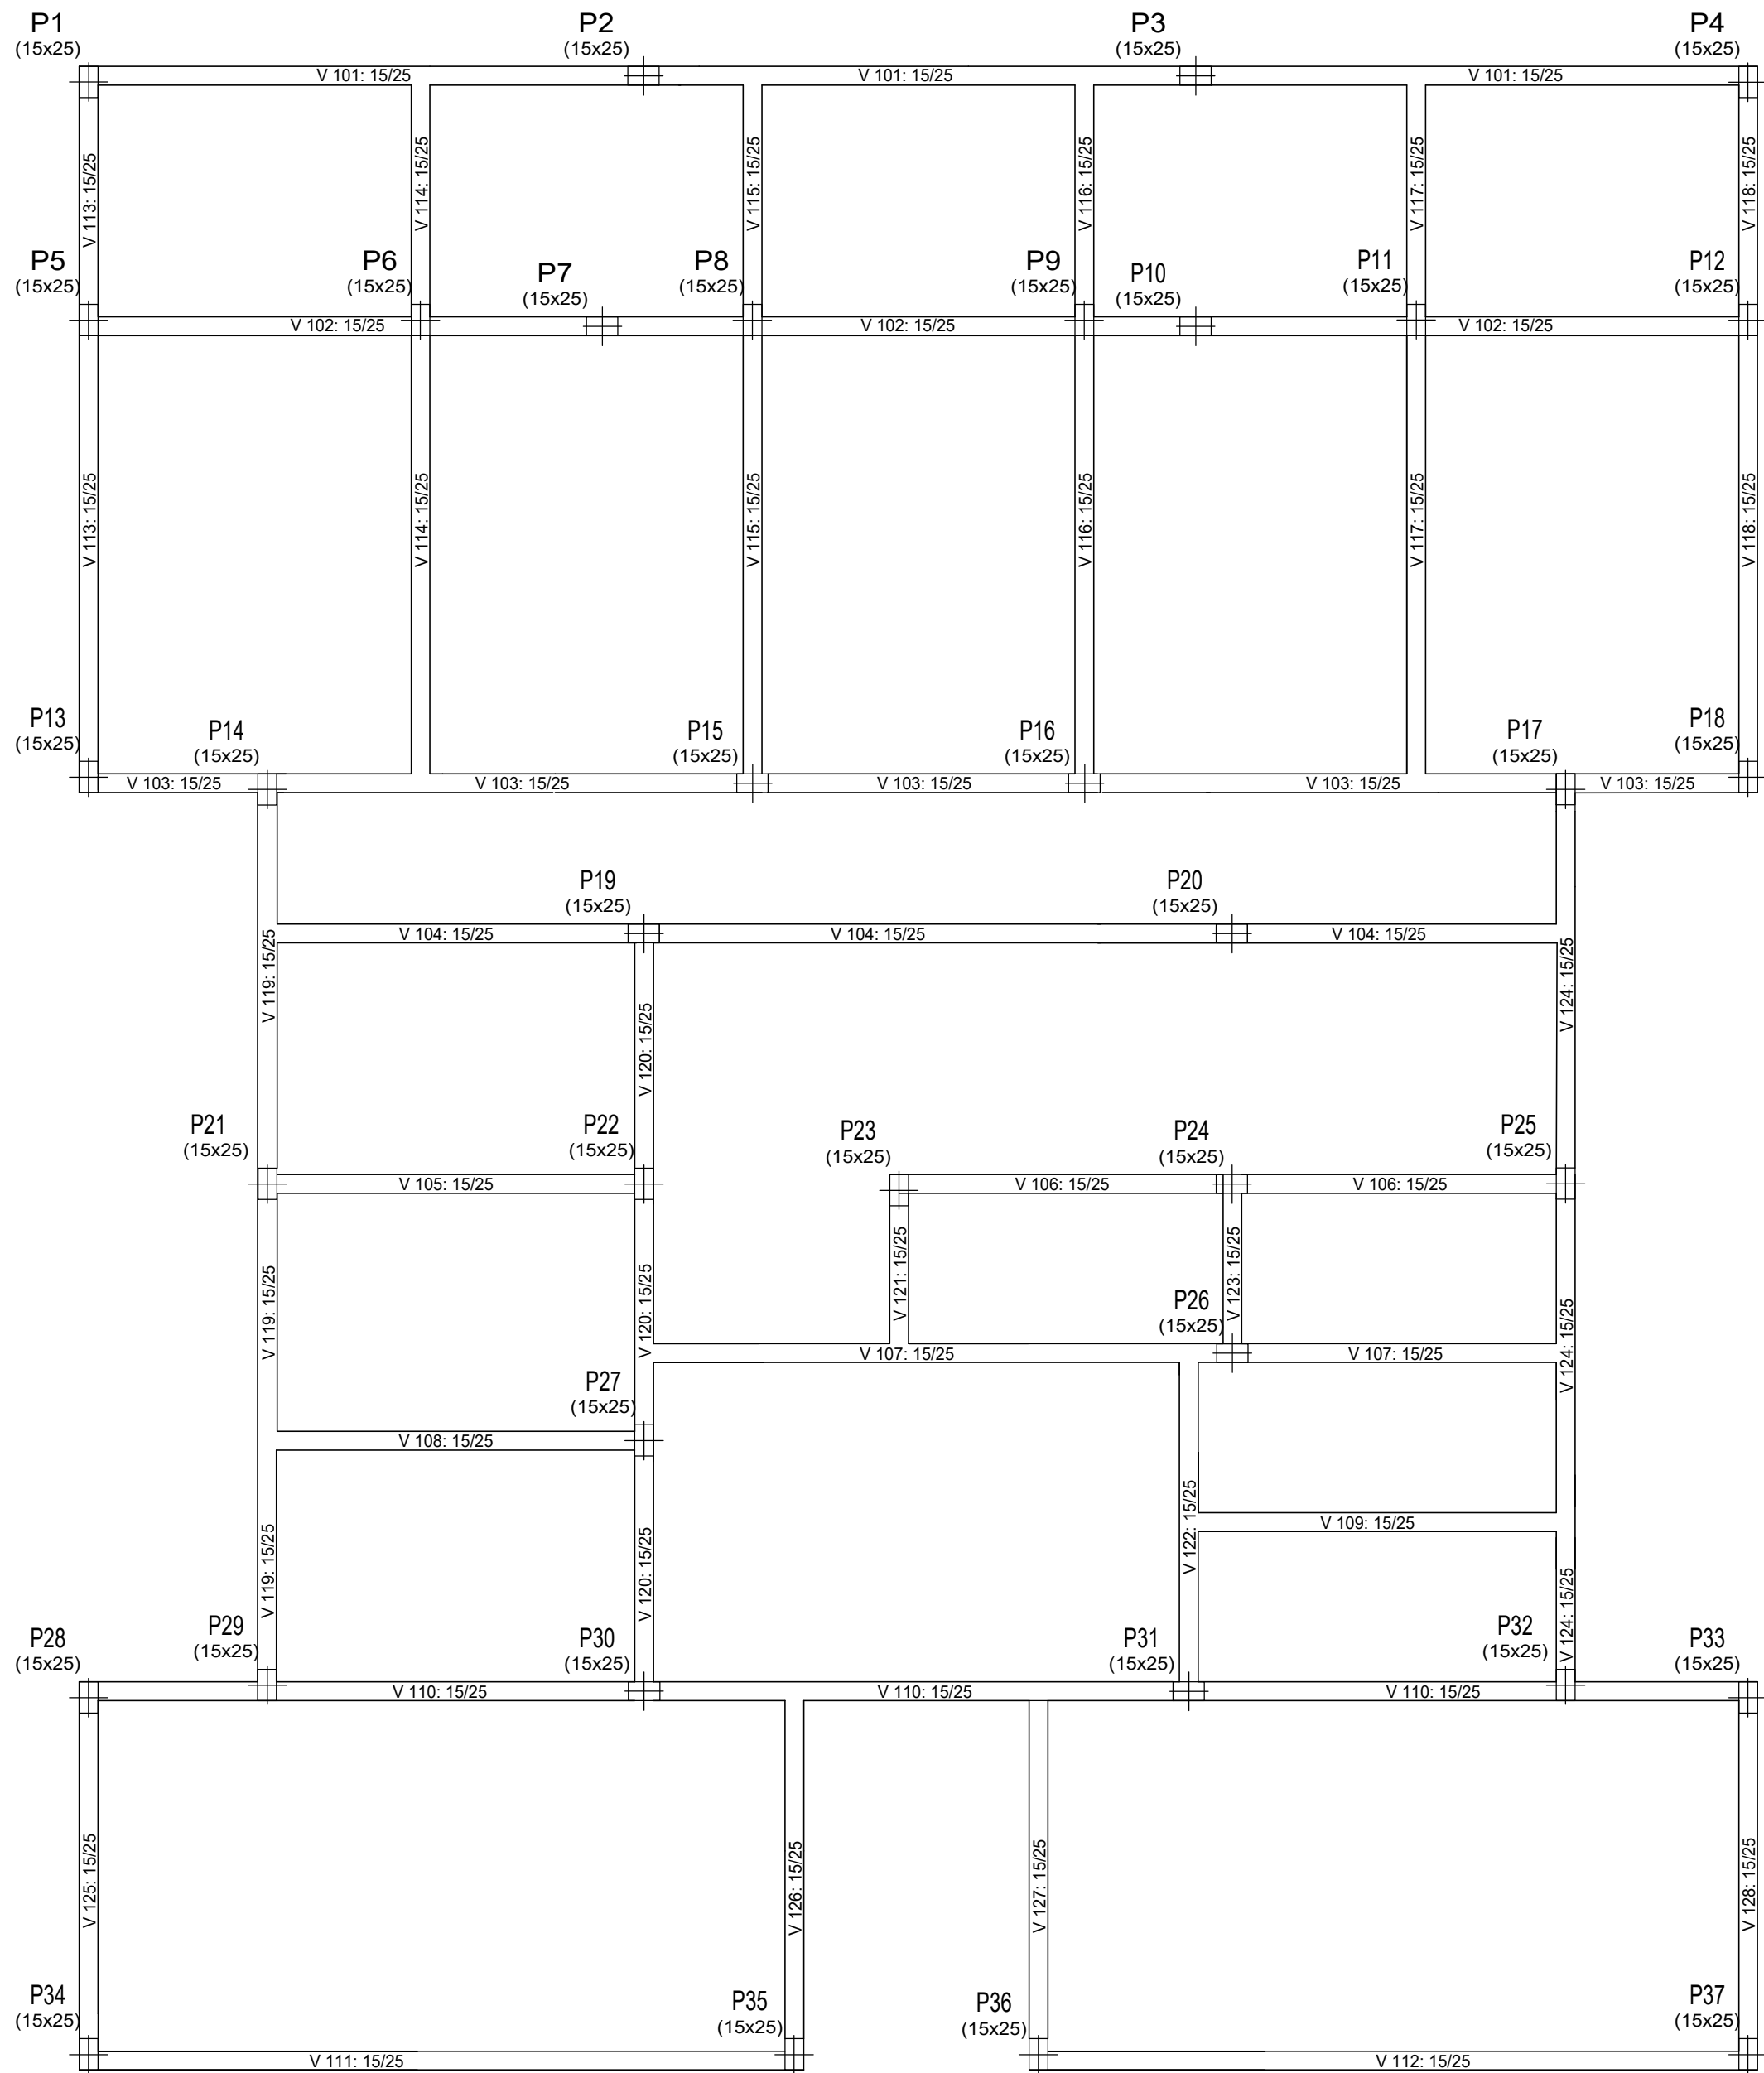 P1
(15x25)
P2
(15x25)
P3
(15x25)
P4
(15x25)
V 101: 15/25
V 101: 15/25
V 101: 15/25
V 113: 15/25
V 114: 15/25
V 115: 15/25
V 116: 15/25
V 117: 15/25
V 118: 15/25
P5
(15x25)
P6
(15x25)
P7
(15x25)
P8
(15x25)
P9
(15x25)
P10
(15x25)
P11
(15x25)
P12
(15x25)
V 102: 15/25
V 102: 15/25
V 102: 15/25
V 113: 15/25
V 114: 15/25
V 115: 15/25
V 116: 15/25
V 117: 15/25
V 118: 15/25
P13
(15x25)
P14
(15x25)
P15
(15x25)
P16
(15x25)
P17
(15x25)
P18
(15x25)
V 103: 15/25
V 103: 15/25
V 103: 15/25
V 103: 15/25
V 103: 15/25
P19
(15x25)
P20
(15x25)
V 104: 15/25
V 104: 15/25
V 104: 15/25
V 119: 15/25
V 120: 15/25
V 124: 15/25
P21
(15x25)
P22
(15x25)
P23
(15x25)
P24
(15x25)
P25
(15x25)
V 105: 15/25
V 106: 15/25
V 106: 15/25
V 119: 15/25
V 120: 15/25
V 121: 15/25
V 123: 15/25
V 124: 15/25
P26
(15x25)
V 107: 15/25
V 107: 15/25
P27
(15x25)
V 108: 15/25
V 109: 15/25
V 119: 15/25
V 120: 15/25
V 122: 15/25
V 124: 15/25
P28
(15x25)
P29
(15x25)
P30
(15x25)
P31
(15x25)
P32
(15x25)
P33
(15x25)
V 110: 15/25
V 110: 15/25
V 110: 15/25
V 125: 15/25
V 126: 15/25
V 127: 15/25
V 128: 15/25
P34
(15x25)
P35
(15x25)
P36
(15x25)
P37
(15x25)
V 111: 15/25
V 112: 15/25